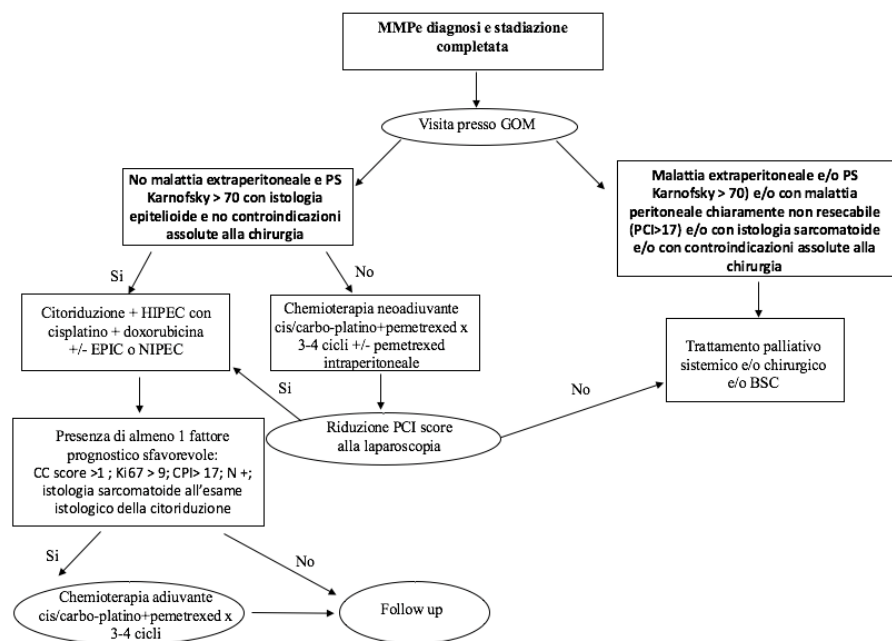 MMPe diagnosi e stadiazione
completata
Visita presso GOM
No malattia extraperitoneale e PS
Karnofsky > 70 con istologia
epitelioide e no controindicazioni
assolute alla chirurgia
Malattia extraperitoneale e/o PS
Karnofsky > 70) e/o con malattia
peritoneale chiaramente non resecabile
(PCI>17) e/o con istologia sarcomatoide
e/o con controindicazioni assolute alla
chirurgia
Si
No
Citoriduzione + HIPEC con
cisplatino + doxorubicina
+/- EPIC o NIPEC
Chemioterapia neoadiuvante
cis/carbo-platino+pemetrexed x
3-4 cicli +/- pemetrexed
intraperitoneale
Trattamento palliativo
sistemico e/o chirurgico
e/o BSC
Si
No
Riduzione PCI score
alla laparoscopia
Presenza di almeno 1 fattore
prognostico sfavorevole:
CC score >1 ; Ki67 > 9; CPI> 17; N +;
istologia sarcomatoide all'esame
istologico della citoriduzione
Si
No
Chemioterapia adiuvante
cis/carbo-platino+pemetrexed x
3-4 cicli
Follow up